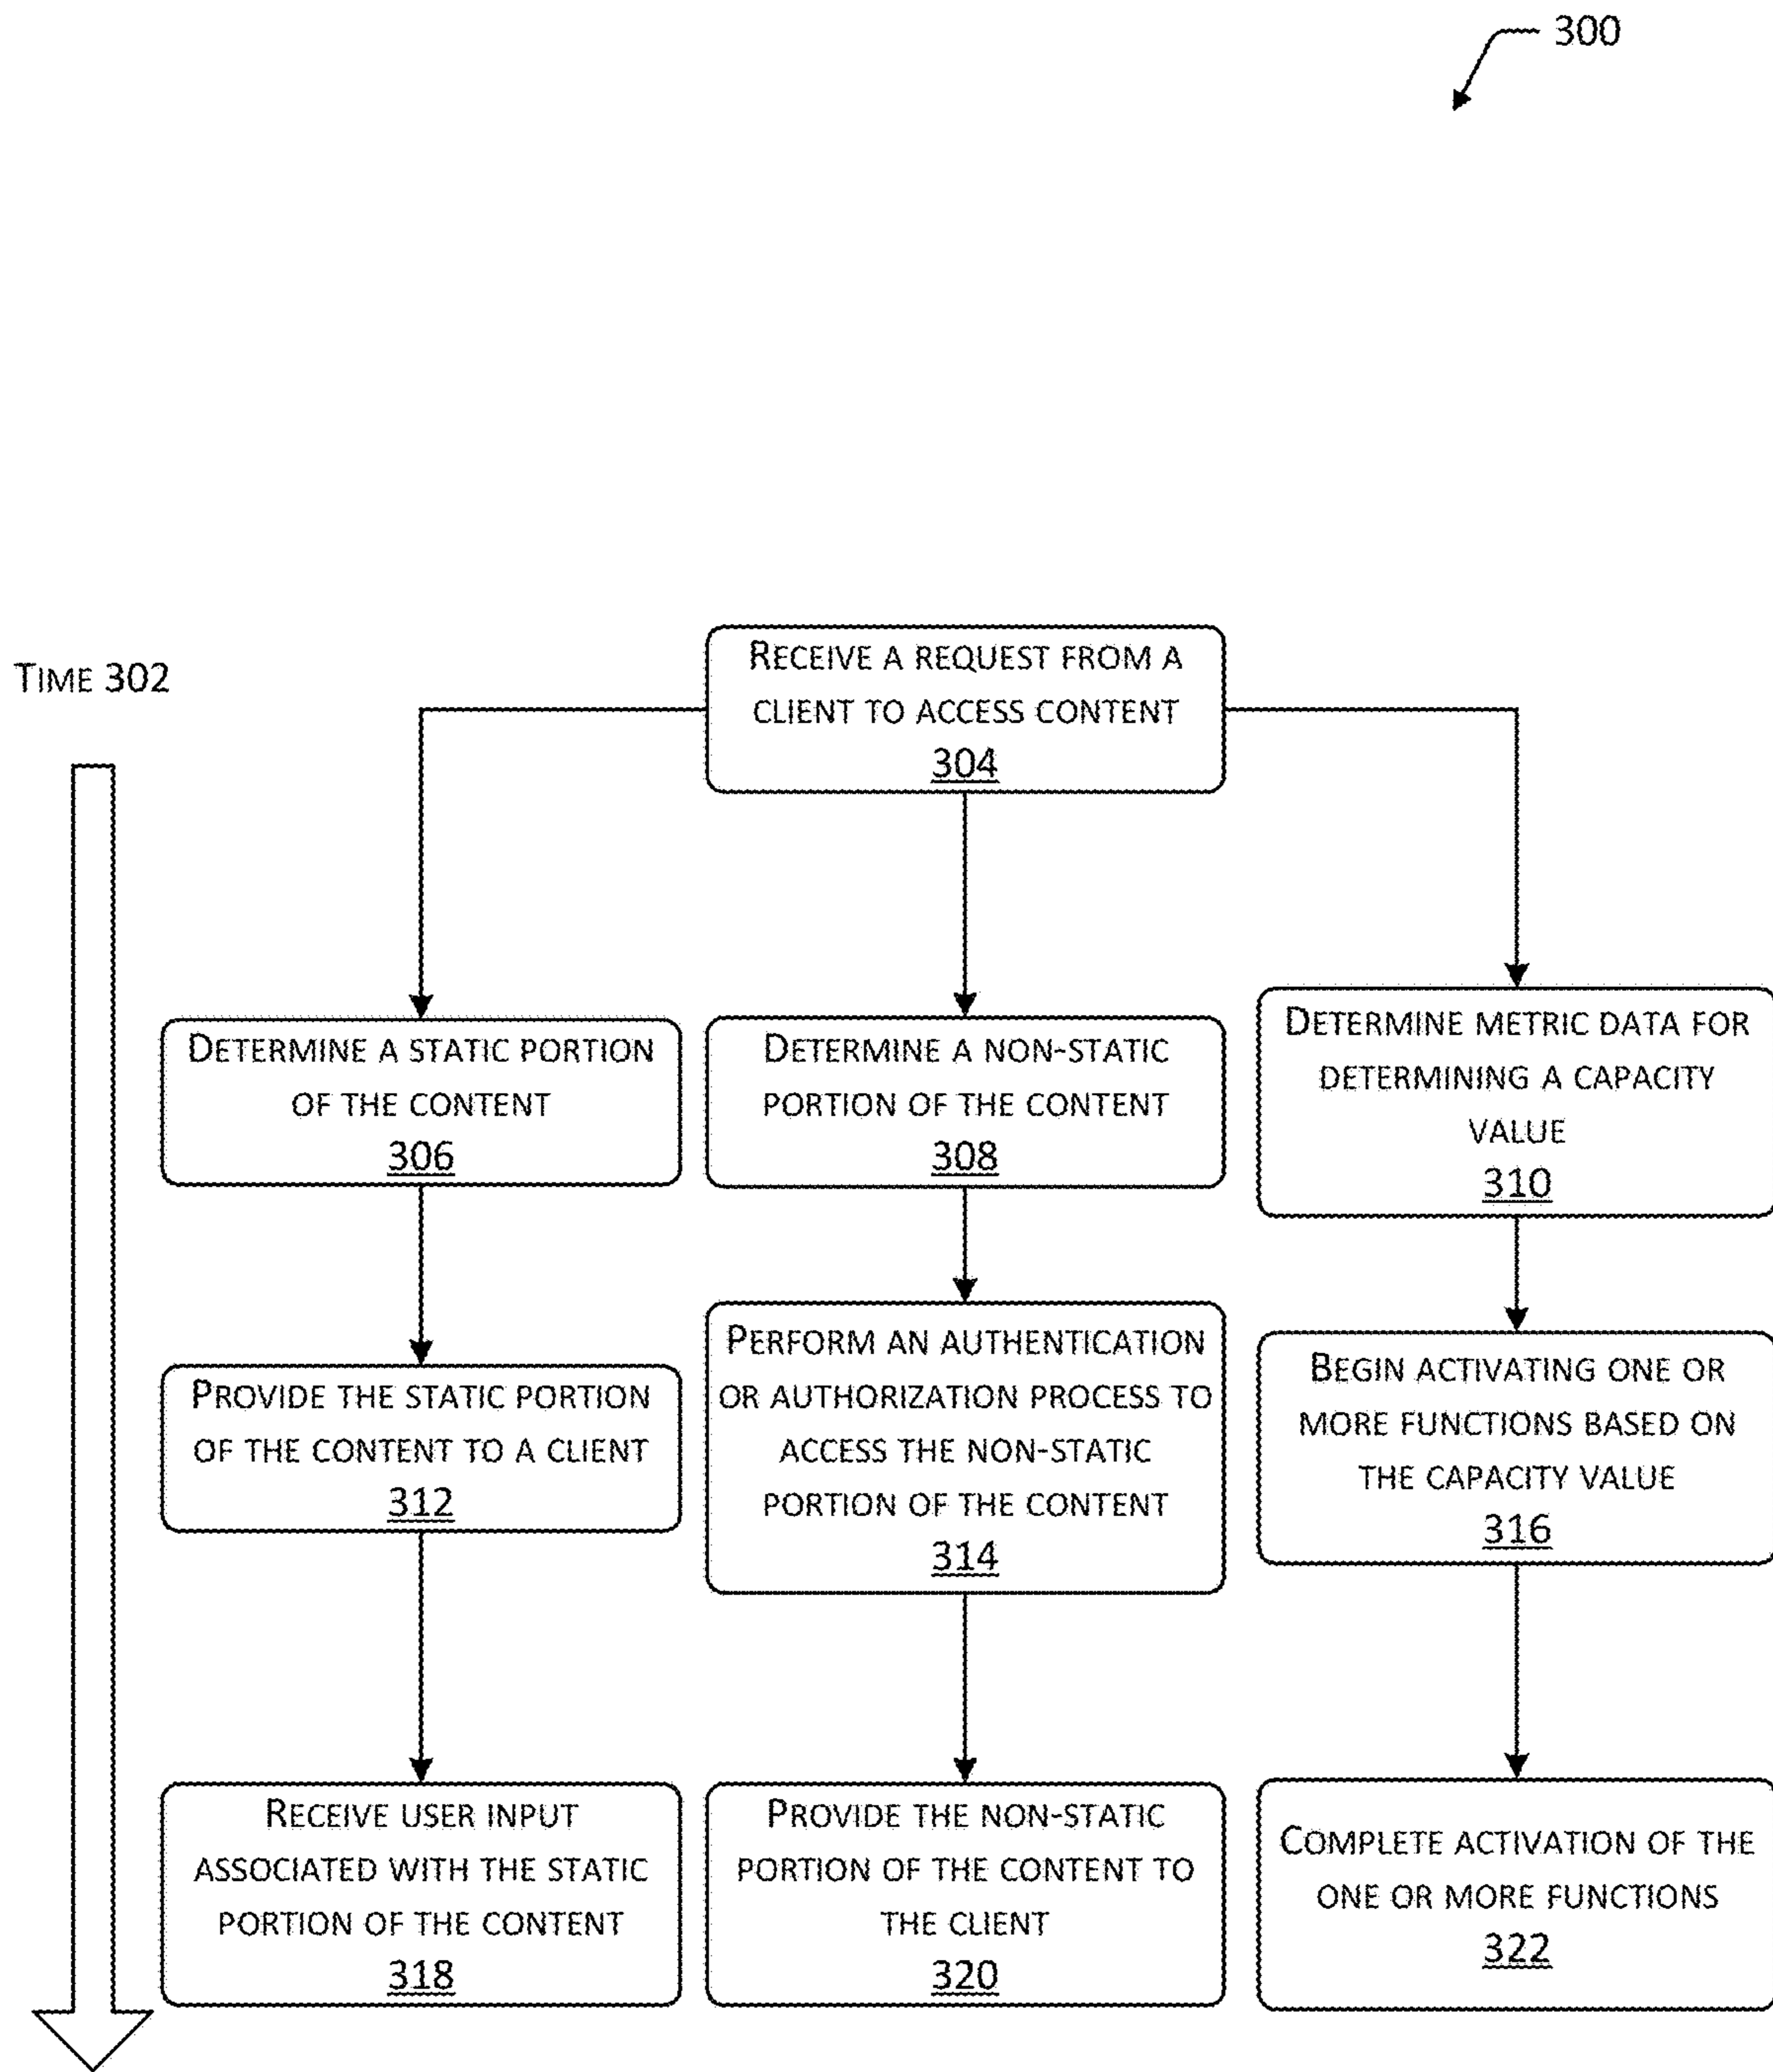 300
TIME 302
RECEIVE A REQUEST FROM A
CLIENT TO ACCESS CONTENT
304
DETERMINE A STATIC PORTION
OF THE CONTENT
306
DETERMINE A NON-STATIC
PORTION OF THE CONTENT
308
DETERMINE METRIC DATA FOR
DETERMINING A CAPACITY
VALUE
310
PROVIDE THE STATIC PORTION
OF THE CONTENT TO A CLIENT
312
PERFORM AN AUTHENTICATION
OR AUTHORIZATION PROCESS TO
ACCESS THE NON-STATIC
PORTION OF THE CONTENT
314
BEGIN ACTIVATING ONE OR
MORE FUNCTIONS BASED ON
THE CAPACITY VALUE
316
RECEIVE USER INPUT
ASSOCIATED WITH THE STATIC
PORTION OF THE CONTENT
318
PROVIDE THE NON-STATIC
PORTION OF THE CONTENT TO
THE CLIENT
320
COMPLETE ACTIVATION OF THE
ONE OR MORE FUNCTIONS
322